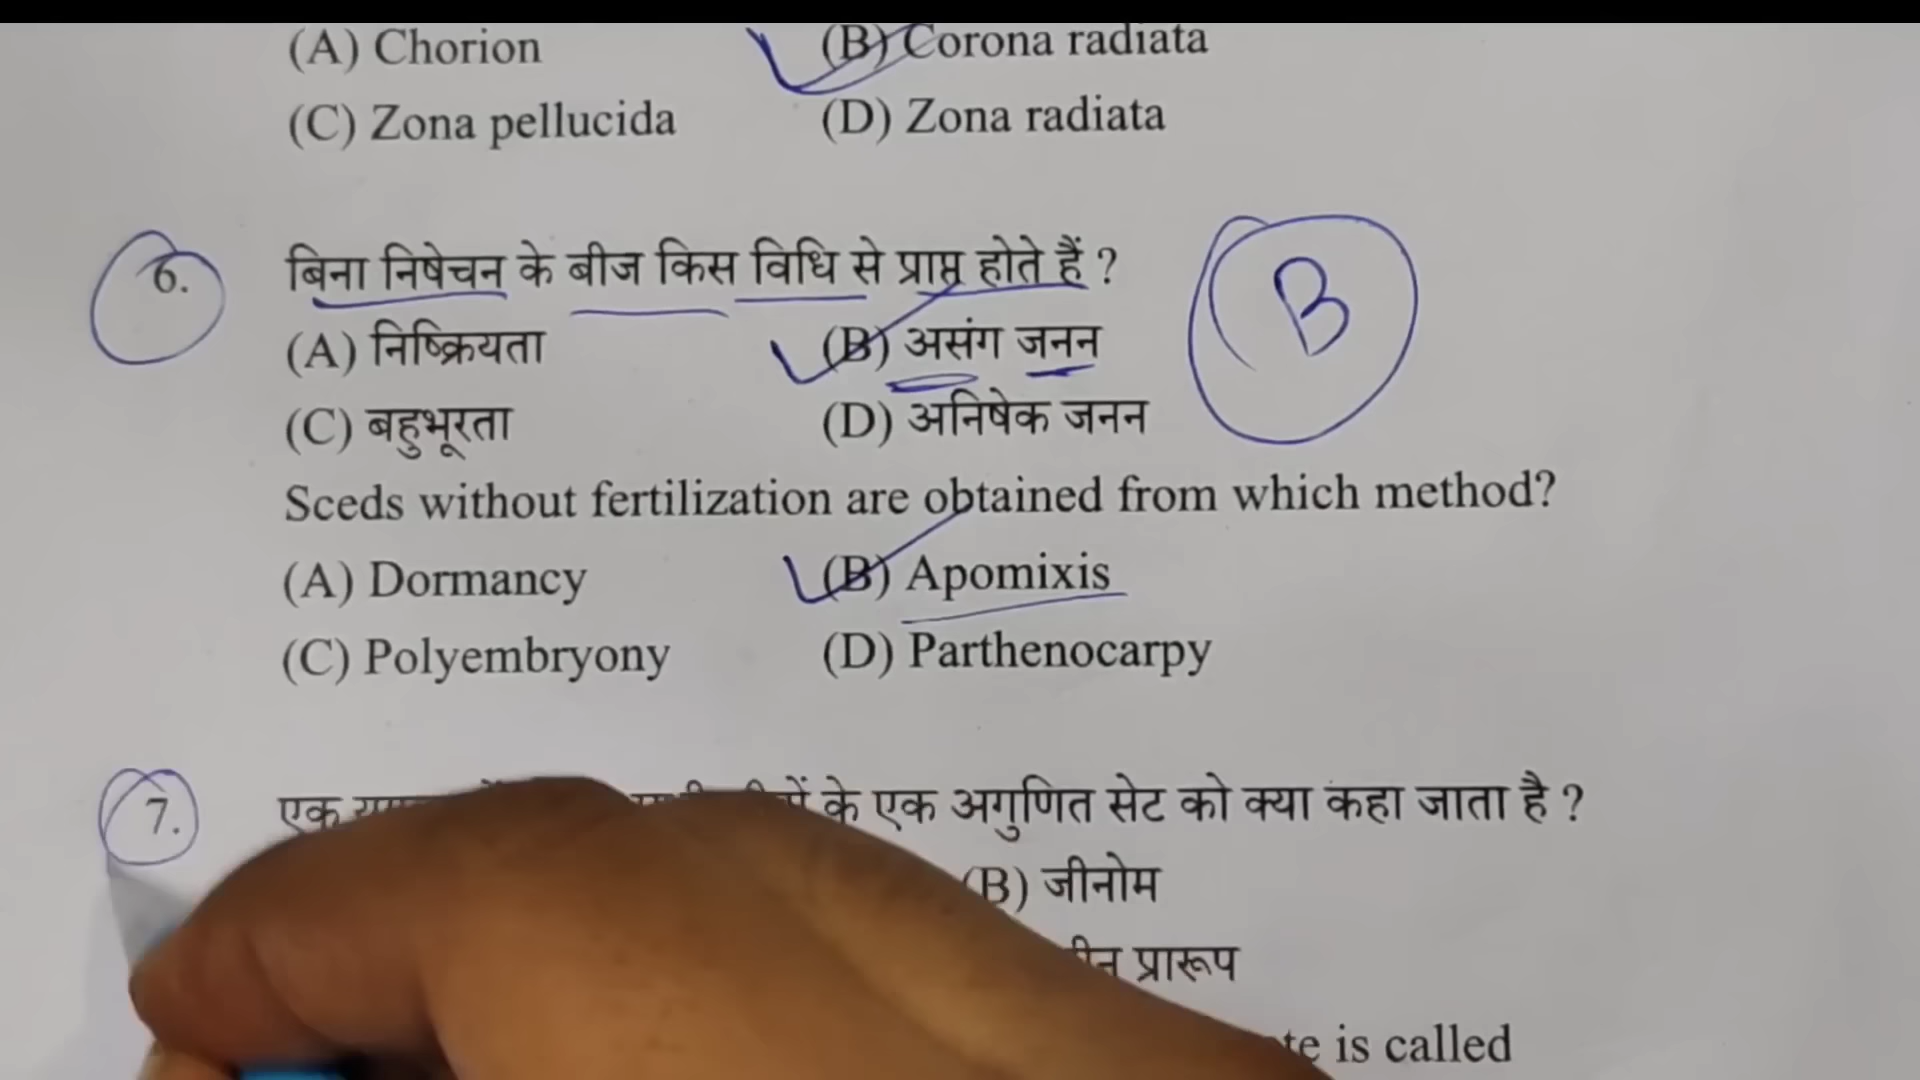 (A) Chorion (B) Corona radiata
(C) Zona pellucida (D) Zona radiata
6. बिना निषेचन के बीज किस विधि से प्राप्त होते हैं ?
(A) निष्क्रियता (B) असंग जनन
B
(C) बहुभूरता (D) अनिषेक जनन
Sceds without fertilization are obtained from which method?
(A) Dormancy (B) Apomixis
(C) Polyembryony (D) Parthenocarpy
7. एक के एक अगुणित सेट को क्या कहा जाता है ?
(B) जीनोम
प्रारूप
is called